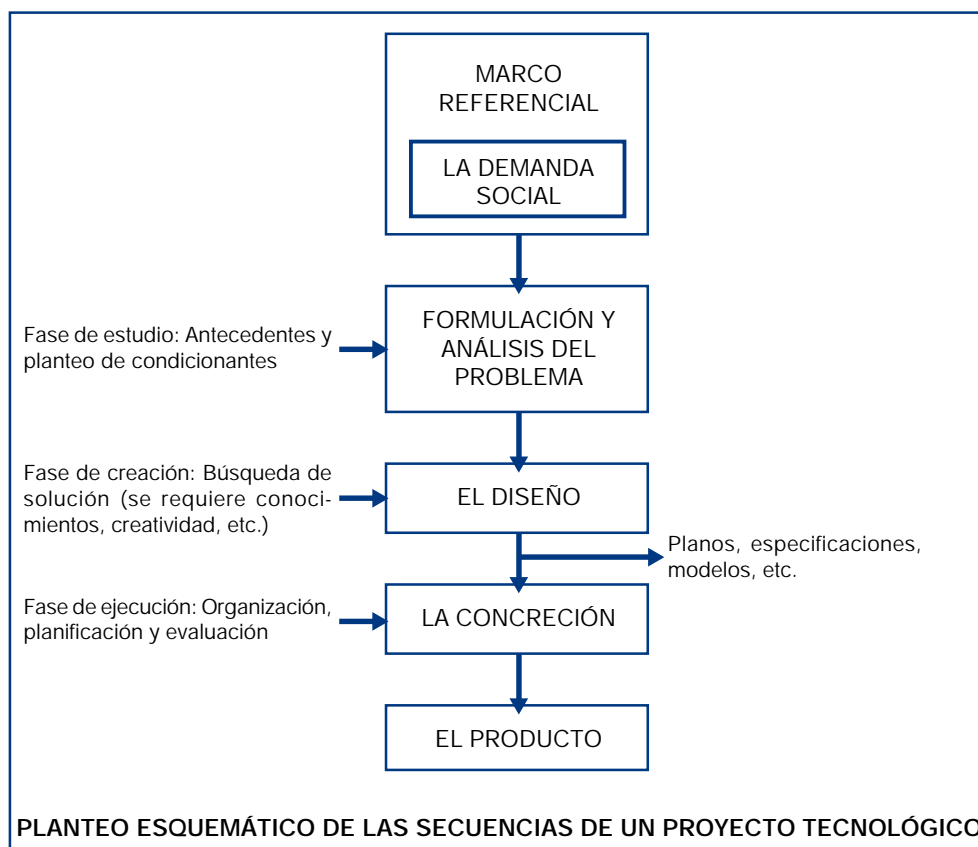 MARCO
REFERENCIAL
LA DEMANDA
SOCIAL
Fase de estudio: Antecedentes y
planteo de condicionantes
FORMULACIÓN Y
ANÁLISIS DEL
PROBLEMA
Fase de creación: Búsqueda de
solución (se requiere conoci-
mientos, creatividad, etc.)
EL DISEÑO
Planos, especificaciones,
modelos, etc.
Fase de ejecución: Organización,
planificación y evaluación
LA CONCRECIÓN
EL PRODUCTO
PLANTEO ESQUEMÁTICO DE LAS SECUENCIAS DE UN PROYECTO TECNOLÓGICO